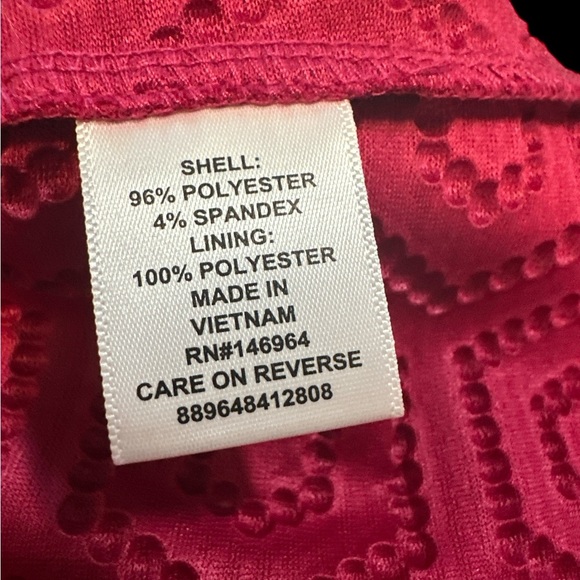 SHELL:
96% POLYESTER
4% SPANDEX
LINING:
100% POLYESTER
MADE IN
VIETNAM
RN#146964
CARE ON REVERSE
889648412808